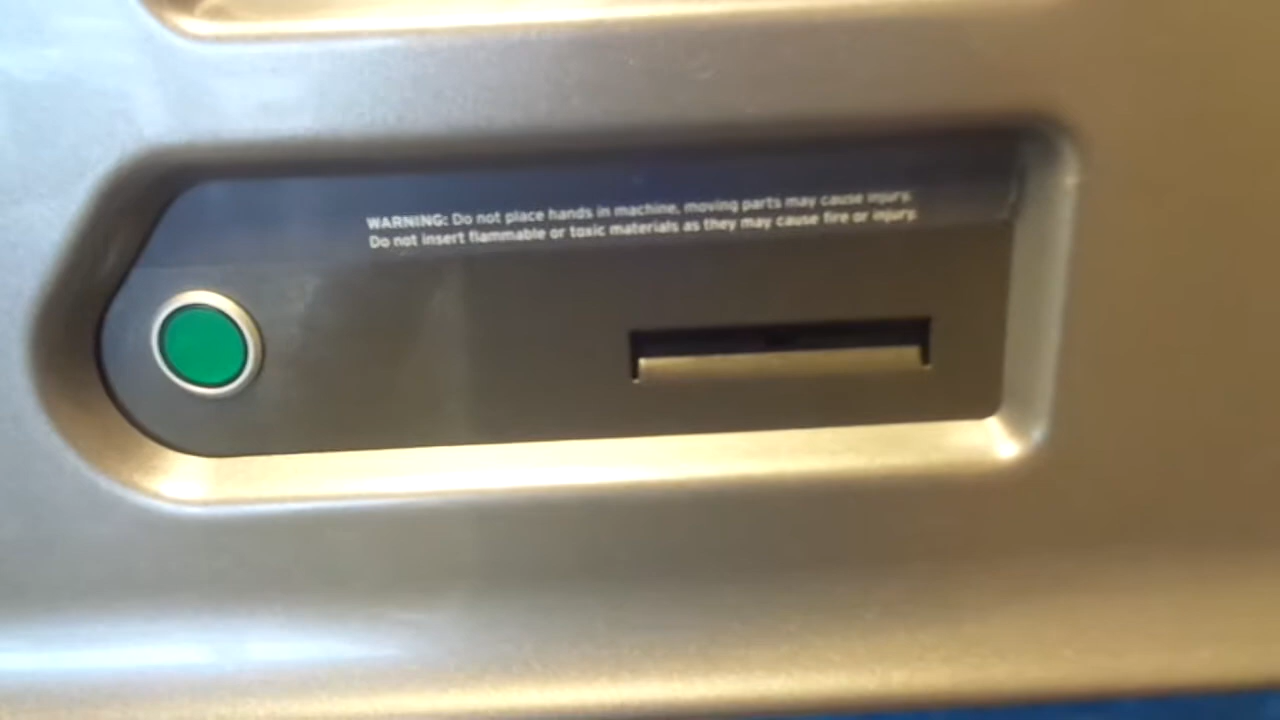 WARNING: Do not place hands in machine, moving parts may cause injury.
Do not insert flammable or toxic materials as they may cause fire or injury.